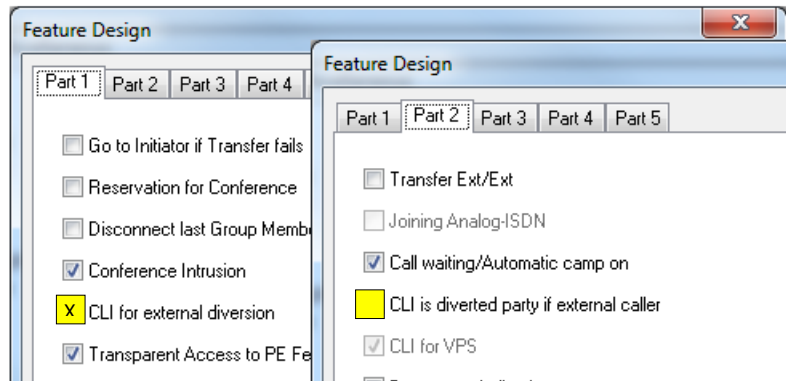 Feature Design
Part 1 Part 2 Part 3 Part 4
Go to Initiator if Transfer fails
Reservation for Conference
Disconnect last Group
Conference Intrusion
X CLI for external diversion
Transparent Access to PE
Feature Design
Part 1 Part 2 Part 3 Part 4 Part 5
Transfer Ext/Ext
Joining Analog-ISDN
Call waiting/Automatic camp on
CLI is diverted party if external caller
CLI for VPS